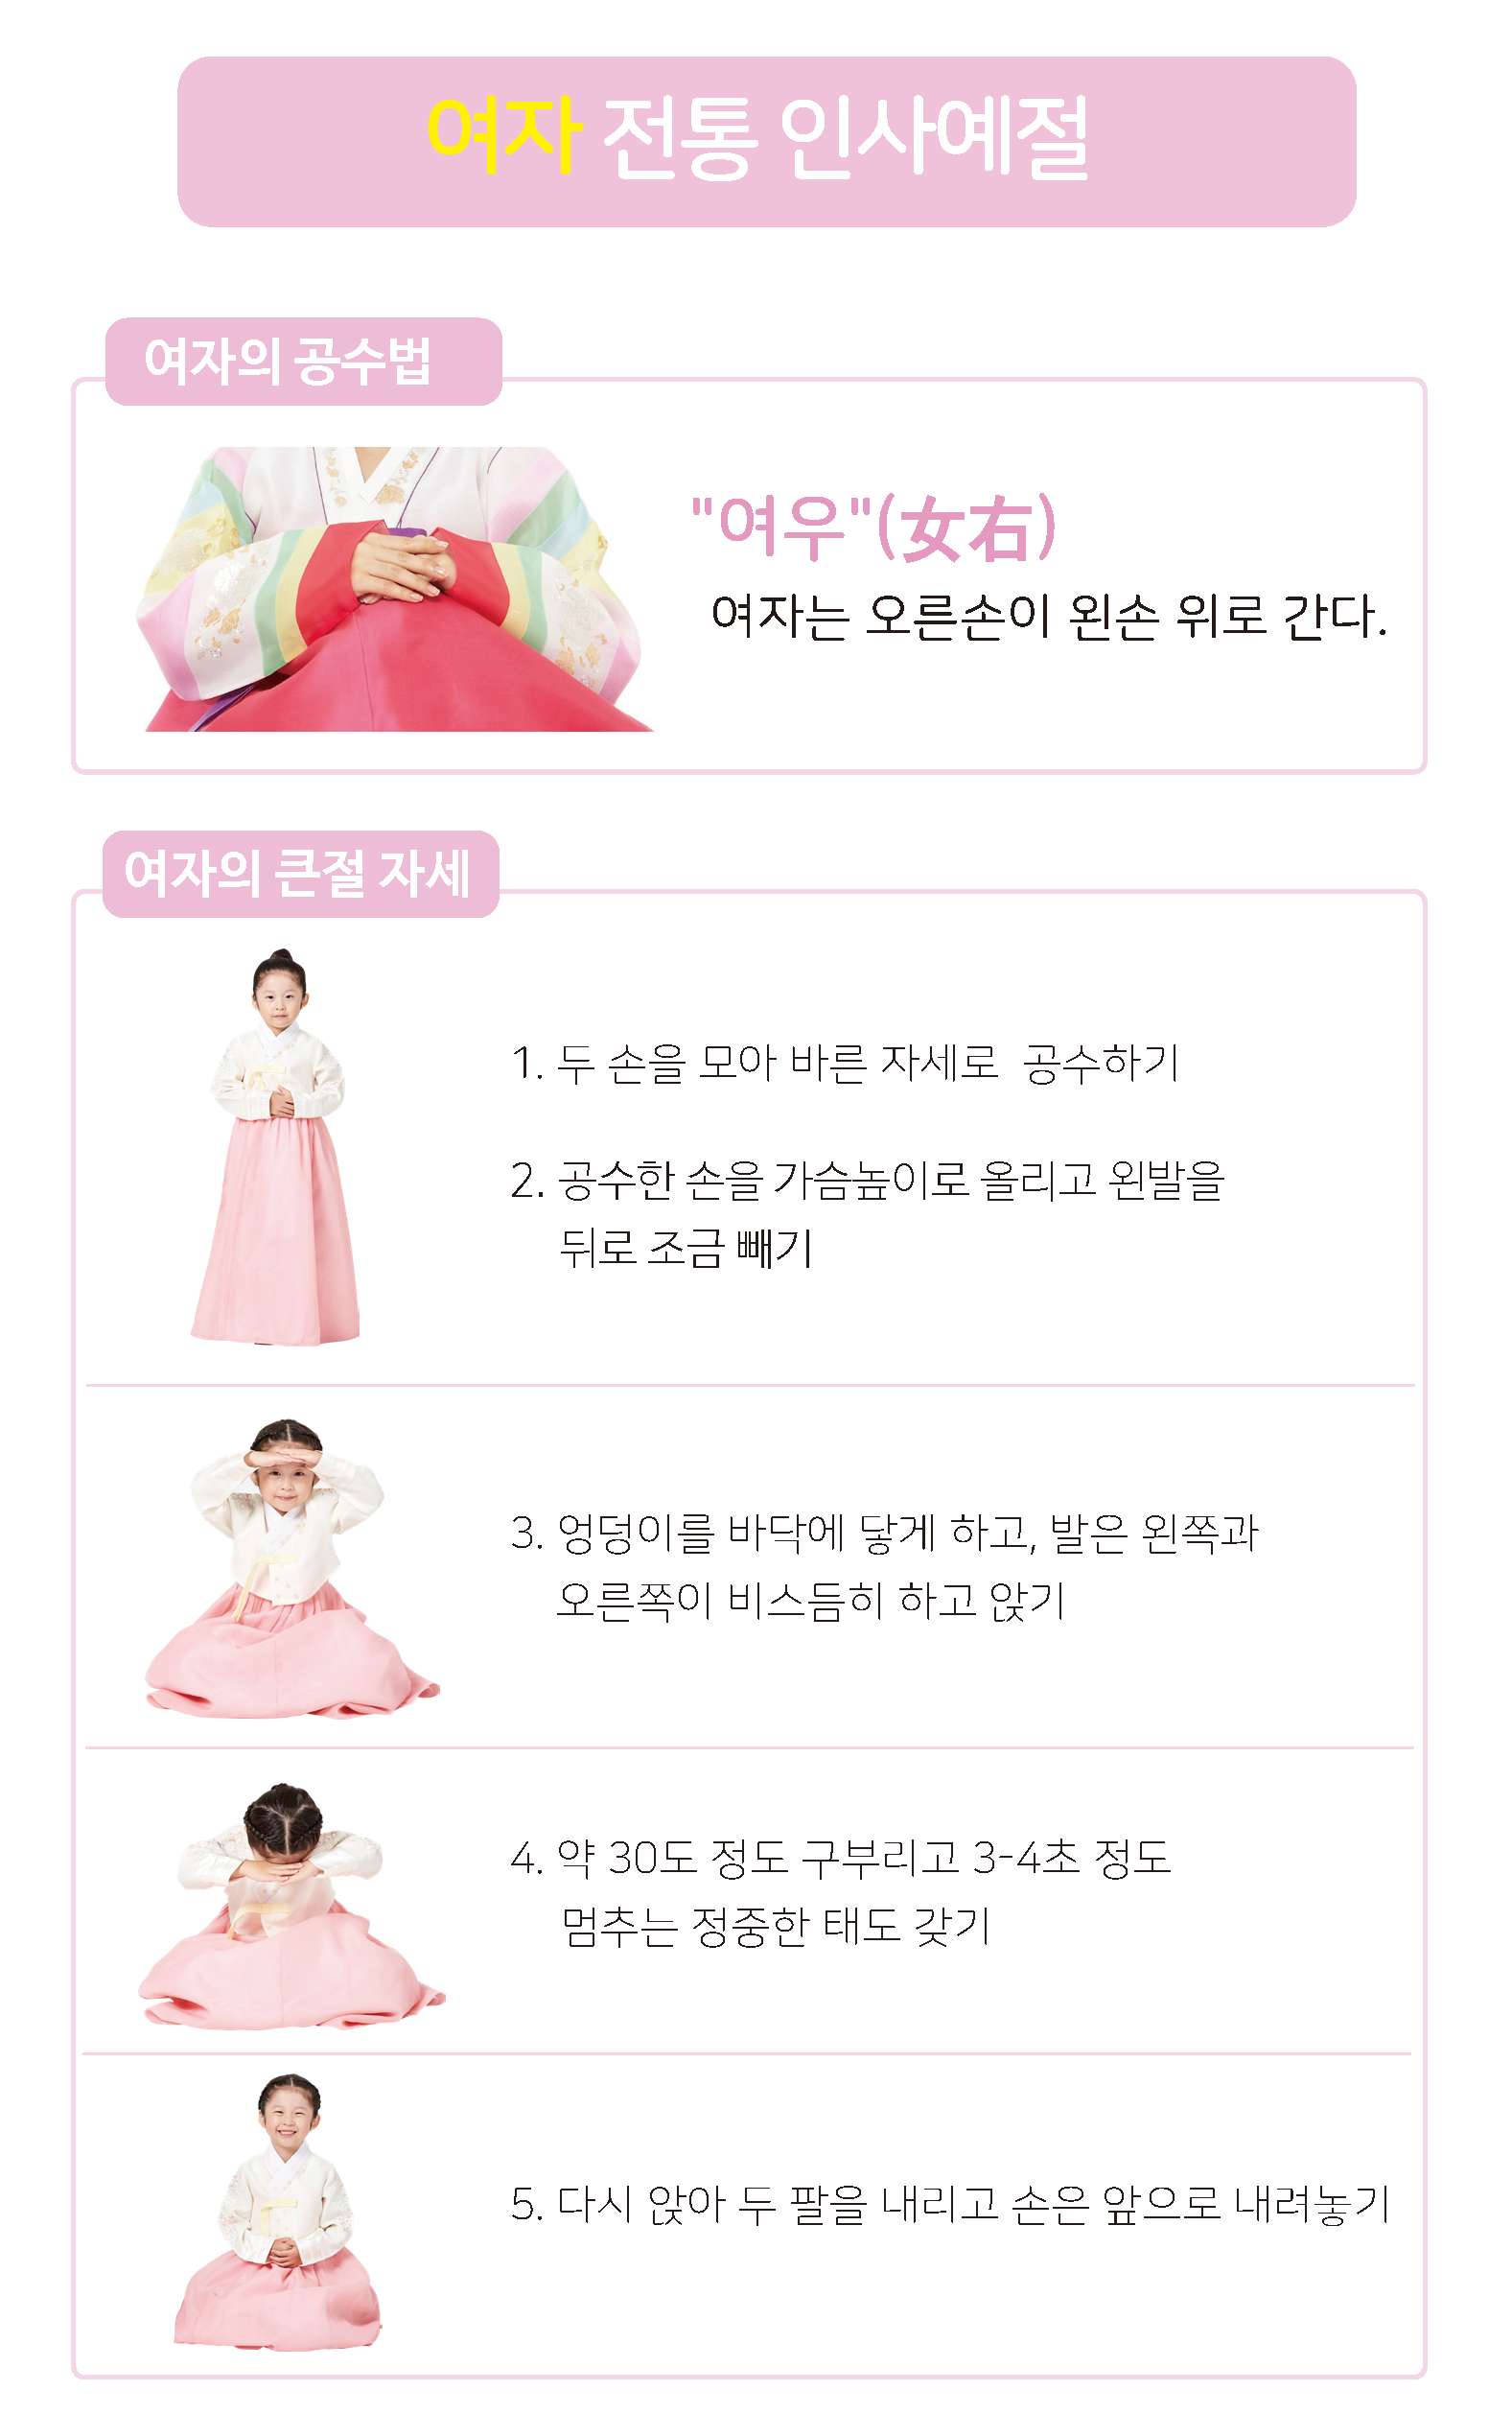 여자 전통 인사예절
여자의 공수법
"여우"(女右)
여자는 오른손이 왼손 위로 간다.
여자의 큰절 자세
1. 두 손을 모아 바른 자세로 공수하기
2. 공수한 손을 가슴높이로 올리고 왼발을
뒤로 조금 빼기
3. 엉덩이를 바닥에 닿게 하고, 발은 왼쪽과
오른쪽이 비스듬히 하고 앉기
4. 약 30도 정도 구부리고 3-4초 정도
멈추는 정중한 태도 갖기
5. 다시 앉아 두 팔을 내리고 손은 앞으로 내려놓기